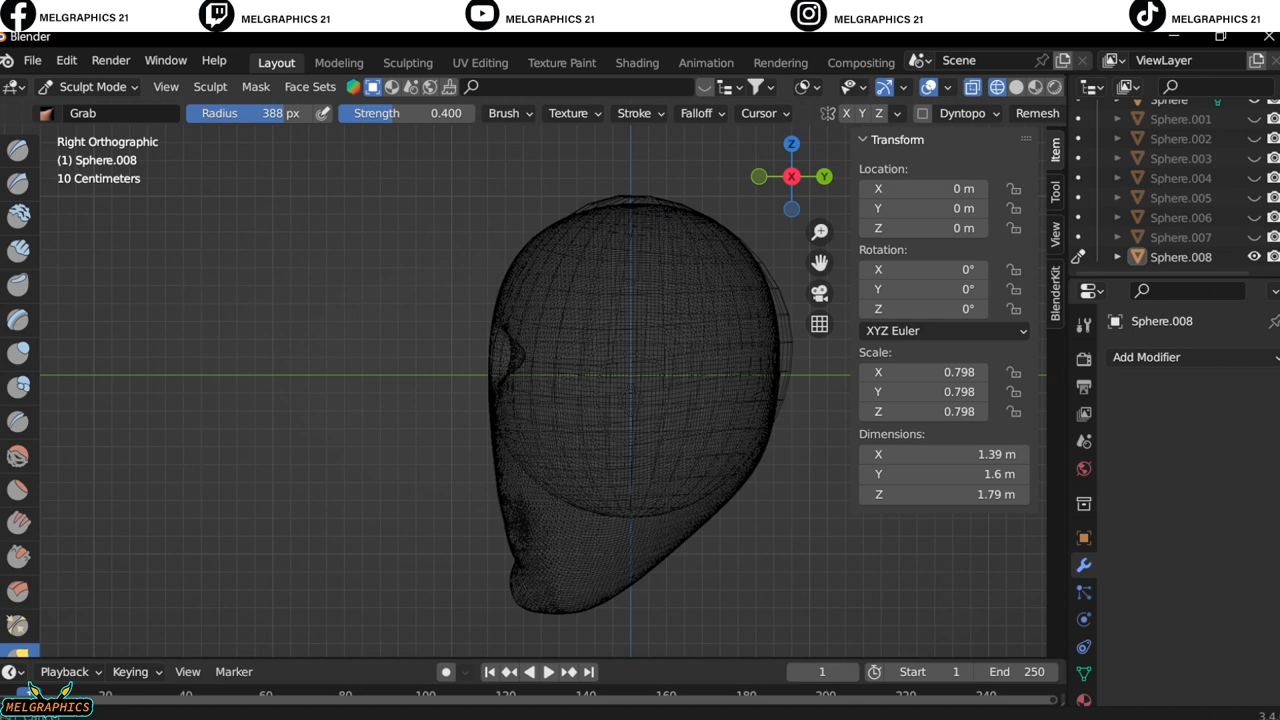 MELGRAPHICS 21 MELGRAPHICS 21 MELGRAPHICS 21 MELGRAPHICS 21 MELGRAPHICS 21
Blender
File Edit Render Window Help Layout Modeling Sculpting UV Editing Texture Paint Shading Animation Rendering Compositing Scene ViewLayer
Sculpt Mode View Sculpt Mask Face Sets
Grab Radius 388 px Strength 0.400 Brush Texture Stroke Falloff Cursor X Y Z Dyntopo Remesh
Right Orthographic
(1) Sphere.008
10 Centimeters
Z
X
Y
Transform
Location:
X 0 m
Y 0 m
Z 0 m
Rotation:
X 0°
Y 0°
Z 0°
XYZ Euler
Scale:
X 0.798
Y 0.798
Z 0.798
Dimensions:
X 1.39 m
Y 1.6 m
Z 1.79 m
Item
Tool
View
BlenderKit
Sphere
Sphere.001
Sphere.002
Sphere.003
Sphere.004
Sphere.005
Sphere.006
Sphere.007
Sphere.008
Sphere.008
Add Modifier
Playback Keying View Marker 1 Start 1 End 250
20 40 60 80 100 120 140 160 180 200 220 240
MELGRAPHICS
3.4